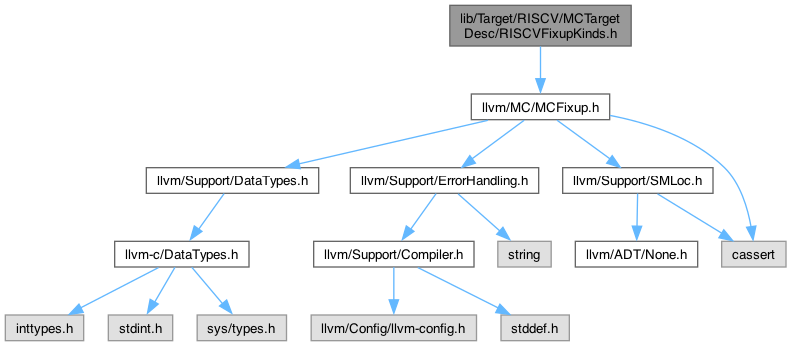 lib/Target/RISCV/MCTarget
Desc/RISCVFixupKinds.h
llvm/MC/MCFixup.h
llvm/Support/DataTypes.h
llvm/Support/ErrorHandling.h
llvm/Support/SMLoc.h
llvm-c/DataTypes.h
llvm/Support/Compiler.h
string
llvm/ADT/None.h
cassert
inttypes.h
stdint.h
sys/types.h
llvm/Config/llvm-config.h
stddef.h